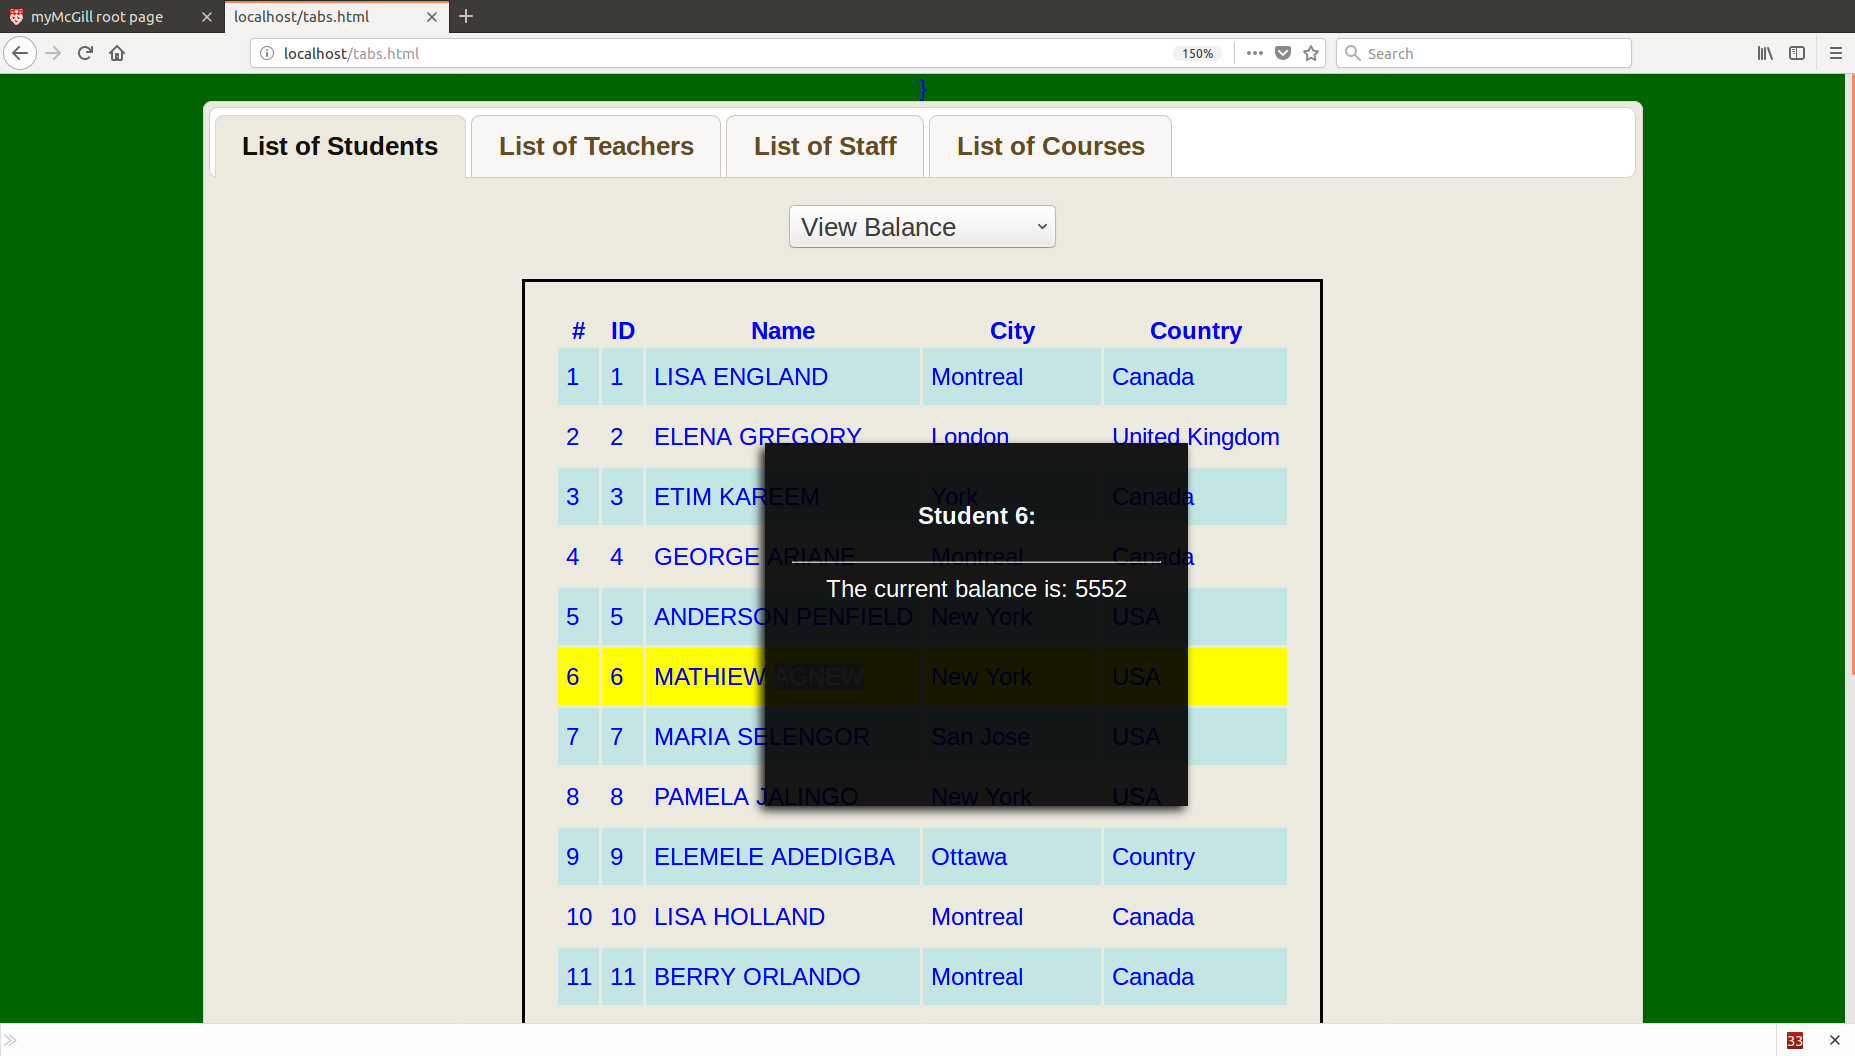 myMcGill root page
localhost/tabs.html
localhost/tabs.html
150%
Search
}
List of Students
List of Teachers
List of Staff
List of Courses
View Balance
# ID Name City Country
1 1 LISA ENGLAND Montreal Canada
2 2 ELENA GREGORY London United Kingdom
3 3 ETIM KAREEM York Canada
Student 6:
4 4 GEORGE ARIANE Montreal Canada
The current balance is: 5552
5 5 ANDERSON PENFIELD New York USA
6 6 MATHIEW AGNEW New York USA
7 7 MARIA SELENGOR San Jose USA
8 8 PAMELA JALINGO New York USA
9 9 ELEMELE ADEDIGBA Ottawa Country
10 10 LISA HOLLAND Montreal Canada
11 11 BERRY ORLANDO Montreal Canada
33